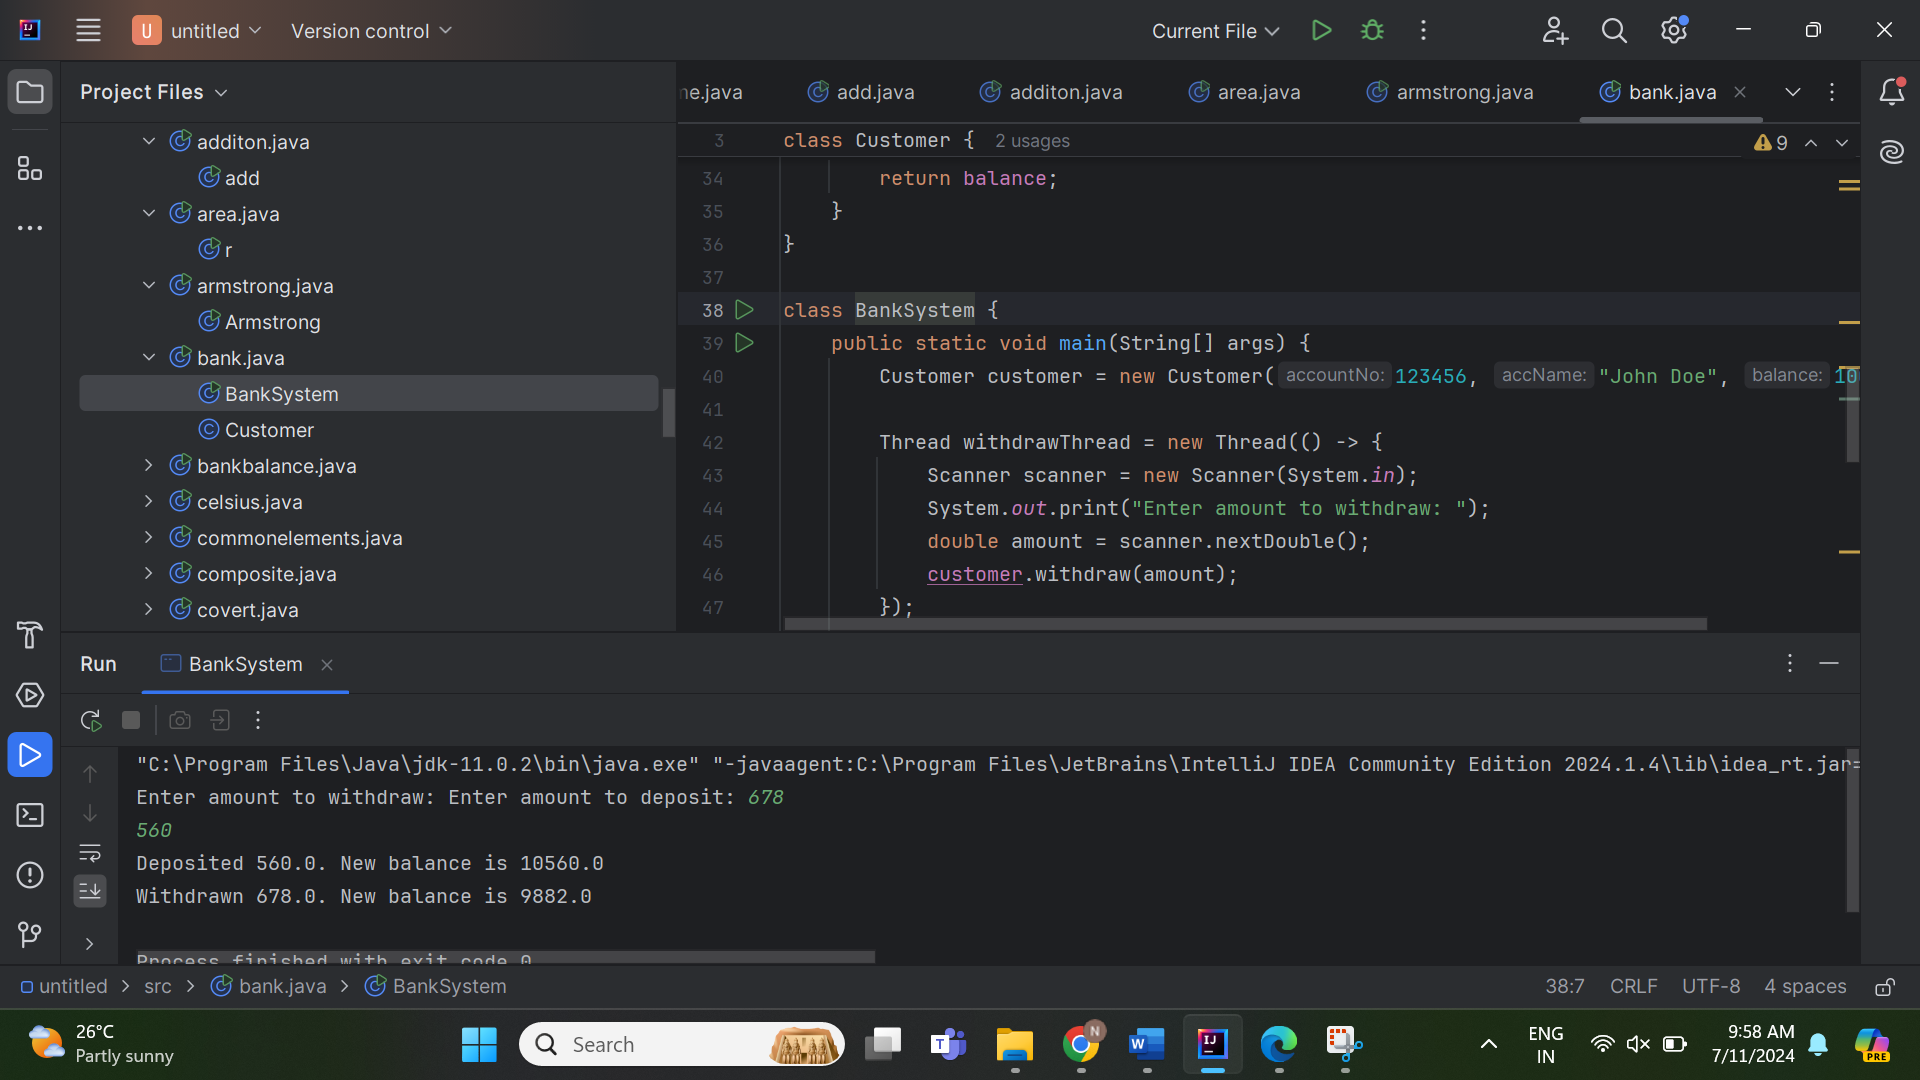 U untitled Version control Current File
Project Files
additon.java
add
area.java
r
armstrong.java
Armstrong
bank.java
BankSystem
Customer
bankbalance.java
celsius.java
commonelements.java
composite.java
covert.java
ne.java add.java additon.java area.java armstrong.java bank.java
3 class Customer { 2 usages 9
34 return balance;
35 }
36 }
37
38 class BankSystem {
39 public static void main(String[] args) {
40 Customer customer = new Customer( accountNo: 123456, accName: "John Doe", balance: 10
41
42 Thread withdrawThread = new Thread(() -> {
43 Scanner scanner = new Scanner(System.in);
44 System.out.print("Enter amount to withdraw: ");
45 double amount = scanner.nextDouble();
46 customer.withdraw(amount);
47 });
Run BankSystem
"C:\Program Files\Java\jdk-11.0.2\bin\java.exe" "-javaagent:C:\Program Files\JetBrains\IntelliJ IDEA Community Edition 2024.1.4\lib\idea_rt.jar=
Enter amount to withdraw: Enter amount to deposit: 678
560
Deposited 560.0. New balance is 10560.0
Withdrawn 678.0. New balance is 9882.0
Process finished with exit code 0
untitled > src > bank.java > BankSystem 38:7 CRLF UTF-8 4 spaces
26°C
Partly sunny
Search
ENG
IN
9:58 AM
7/11/2024
PRE